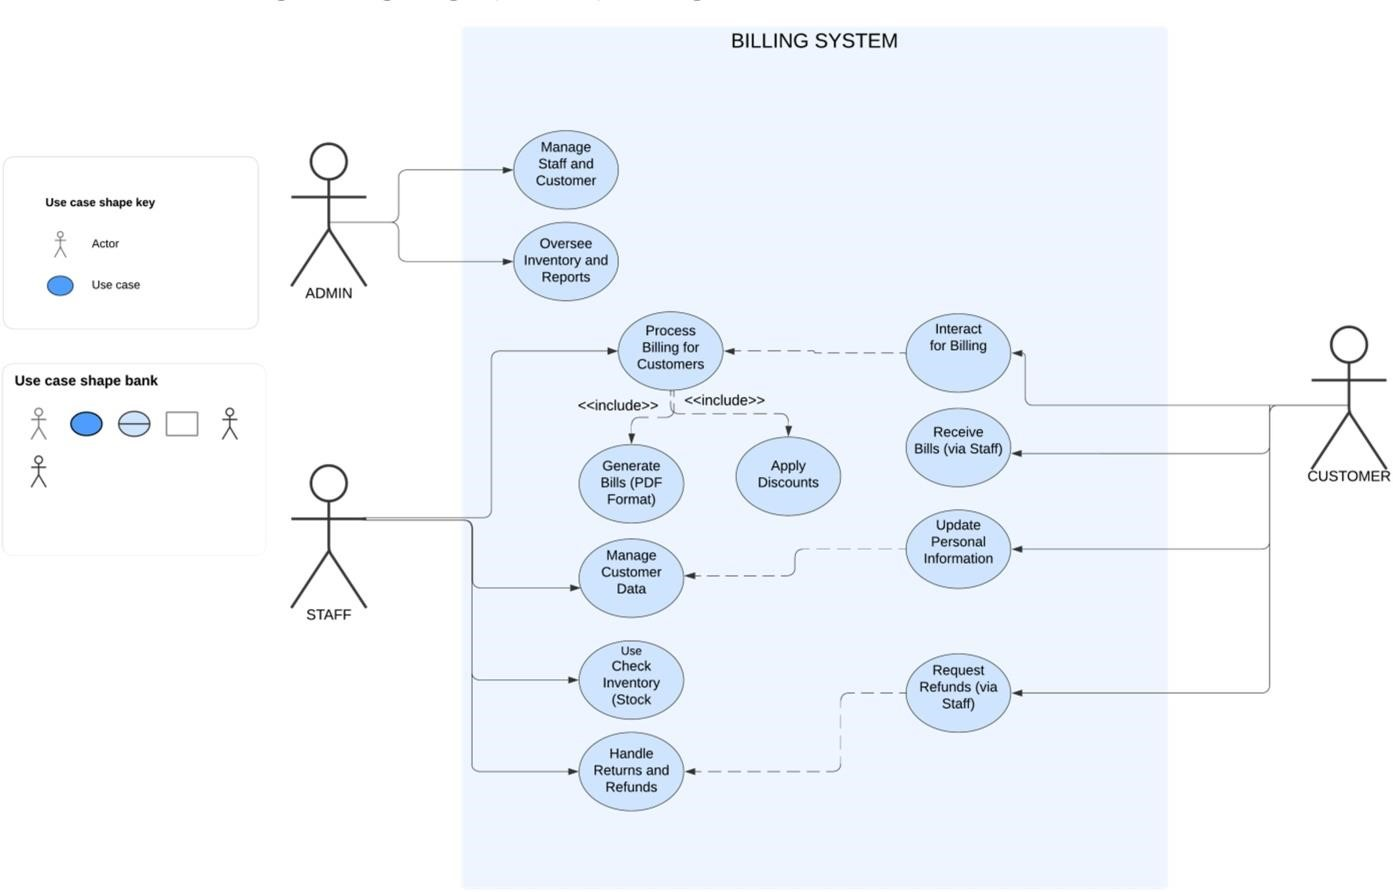 BILLING SYSTEM
Use case shape key
Actor
Use case
Use case shape bank
ADMIN
Manage
Staff and
Customer
Oversee
Inventory and
Reports
Process
Billing for
Customers
<<include>>
<<include>>
Generate
Bills (PDF
Format)
Apply
Discounts
Interact
for Billing
Receive
Bills (via Staff)
CUSTOMER
Update
Personal
Information
STAFF
Manage
Customer
Data
Use
Check
Inventory
(Stock
Request
Refunds (via
Staff)
Handle
Returns and
Refunds